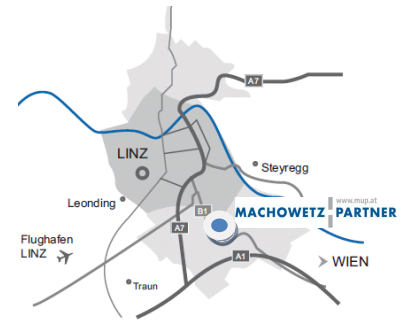 A7
LINZ
Steyregg
Leonding
www.mup.at
B1
MACHOWETZ PARTNER
A7
Flughafen
LINZ
A1
WIEN
Traun